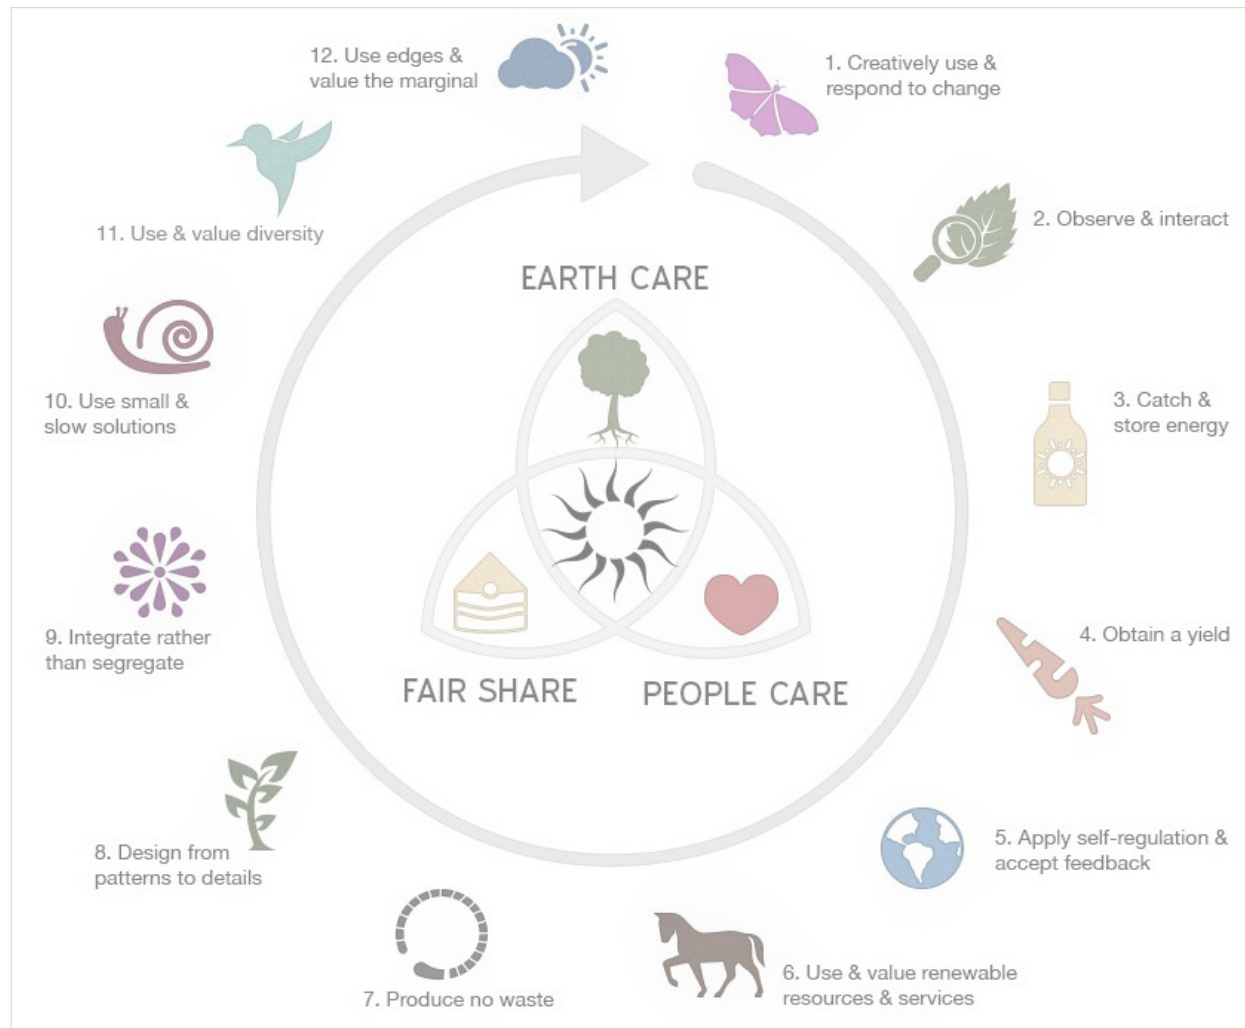 12. Use edges &
value the marginal
1. Creatively use &
respond to change
2. Observe & interact
3. Catch &
store energy
4. Obtain a yield
5. Apply self-regulation &
accept feedback
6. Use & value renewable
resources & services
7. Produce no waste
8. Design from
patterns to details
9. Integrate rather
than segregate
10. Use small &
slow solutions
11. Use & value diversity
EARTH CARE
FAIR SHARE
PEOPLE CARE